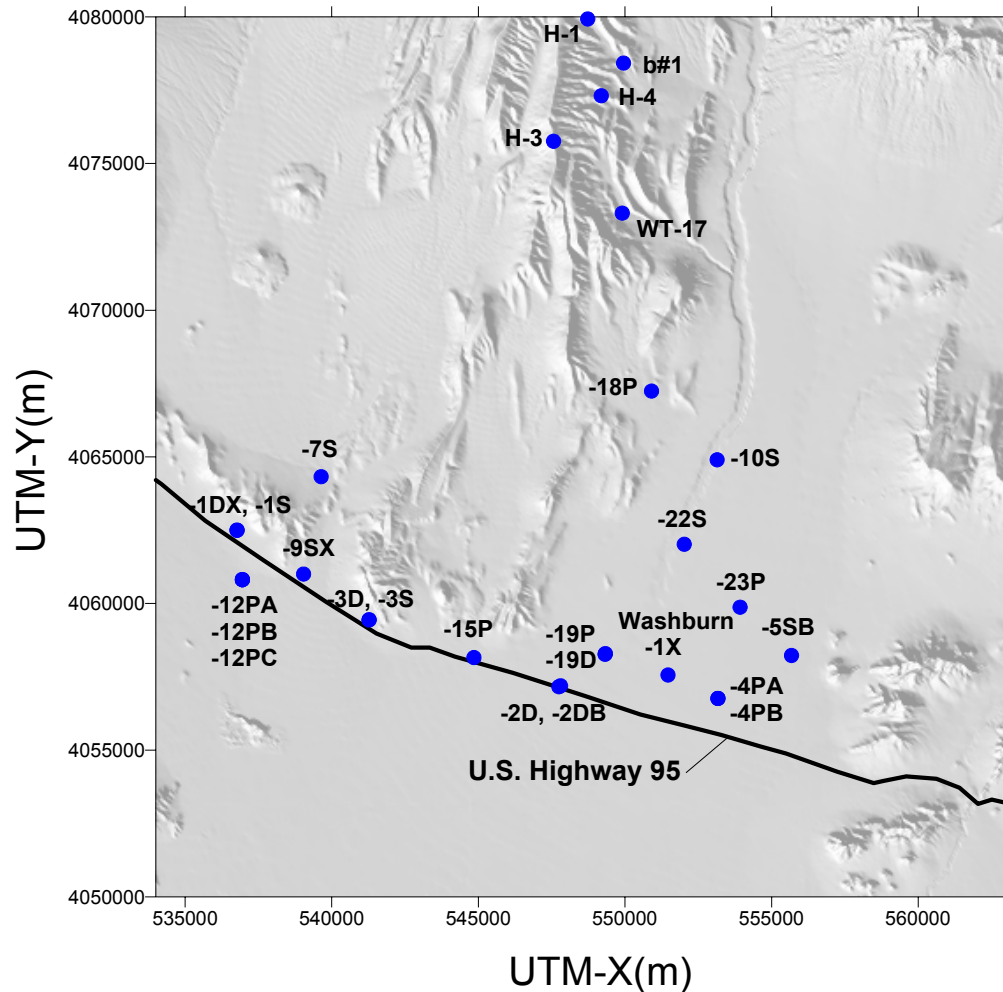 4080000
H-1
b#1
H-4
H-3
4075000
WT-17
4070000
-18P
-7S
4065000
-10S
-1DX, -1S
-22S
-9SX
-23P
4060000
-12PA
-12PB
-12PC
-3D, -3S
-15P
-19P
-19D
Washburn
-1X
-5SB
-4PA
-4PB
-2D, -2DB
4055000
U.S. Highway 95
4050000
535000
540000
545000
550000
555000
560000
UTM-X(m)
UTM-Y(m)